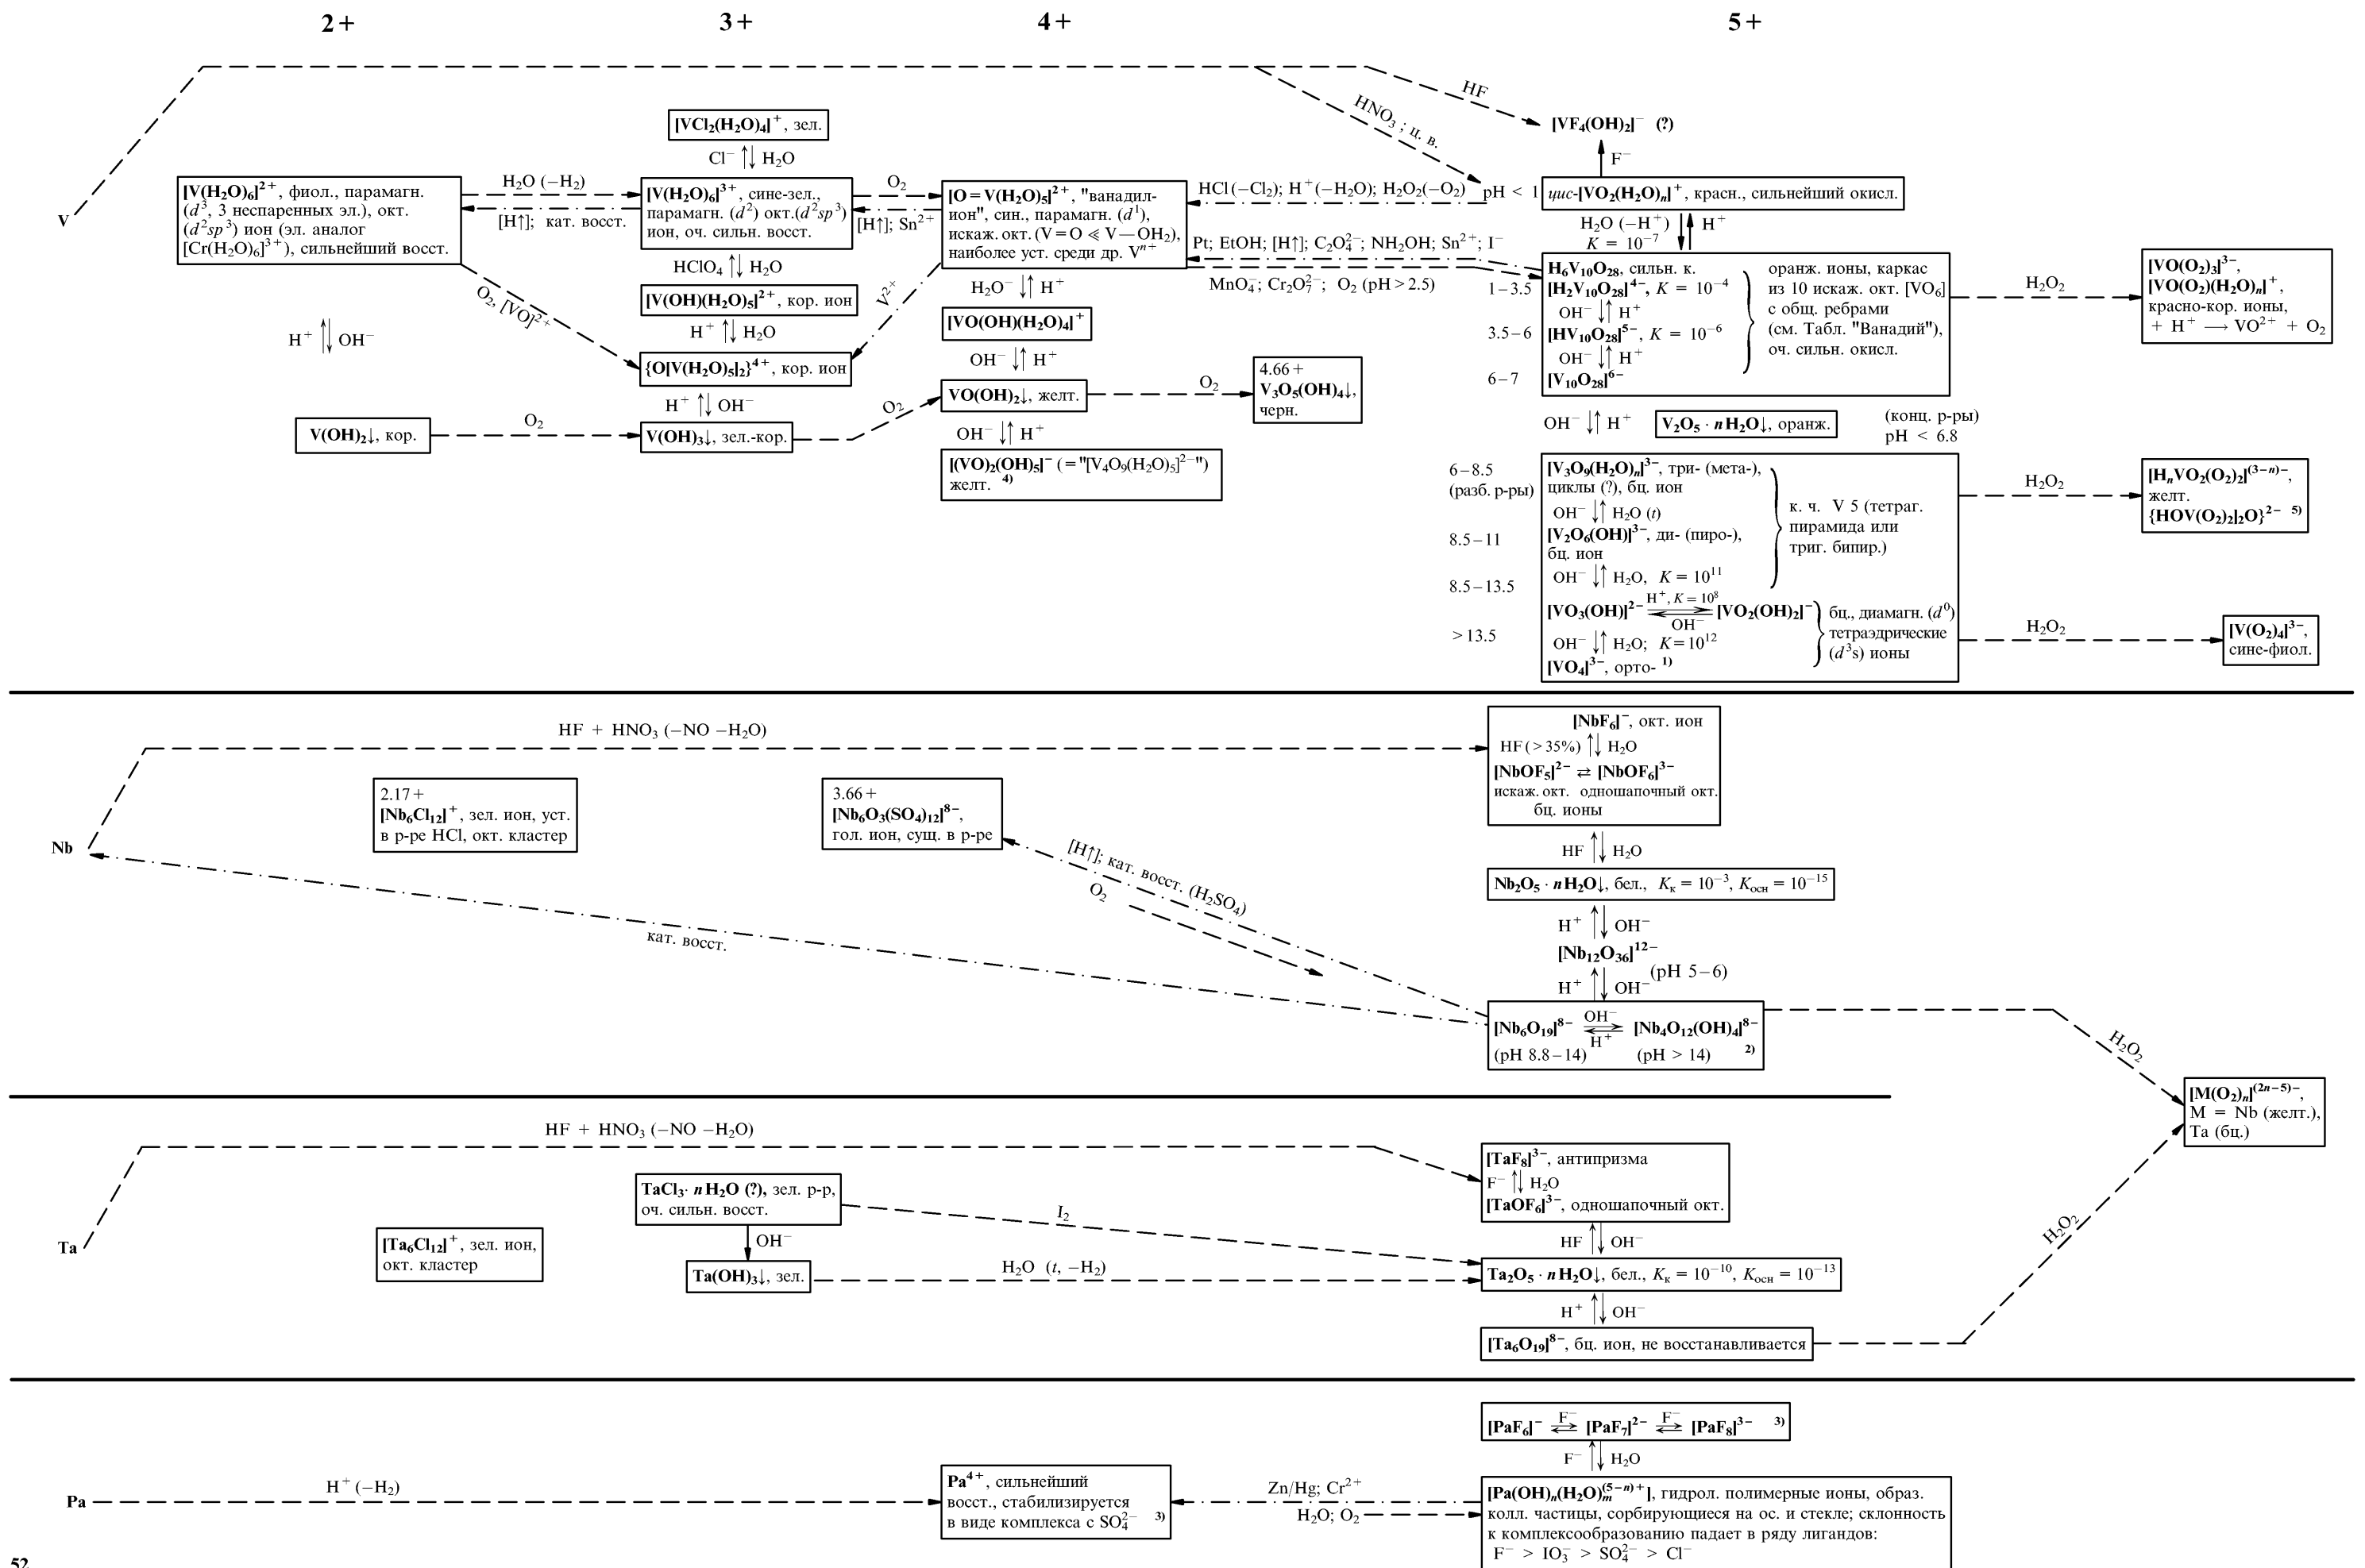 2+ 3+ 4+ 5+
HF
HNO₃ ; ц. в.
[VF₄(OH)₂]⁻ (?)
F⁻
[VCl₂(H₂O)₄]⁺, зел.
Cl⁻ ↑↓ H₂O
V
[V(H₂O)₆]²⁺, фиол., парамагн.
(d³, 3 неспаренных эл.), окт.
(d²sp³) ион (эл. аналог
[Cr(H₂O)₆]³⁺), сильнейший восст.
H₂O (−H₂)
[H↑]; кат. восст.
[V(H₂O)₆]³⁺, сине-зел.,
парамагн. (d²) окт.(d²sp³)
ион, оч. сильн. восст.
O₂
[H↑]; Sn²⁺
[O=V(H₂O)₅]²⁺, "ванадил-
ион", син., парамагн. (d¹),
искаж. окт. (V=O ≪ V—OH₂),
наиболее уст. среди др. Vⁿ⁺
HCl (−Cl₂); H⁺(−H₂O); H₂O₂(−O₂)
pH < 1
цис-[VO₂(H₂O)ₙ]⁺, красн., сильнейший окисл.
H₂O (−H⁺) ↓↑ H⁺
K = 10⁻⁷
Pt; EtOH; [H↑]; C₂O₄²⁻; NH₂OH; Sn²⁺; I⁻
MnO₄⁻; Cr₂O₇²⁻; O₂ (pH > 2.5)
O₂, [VO]²⁺
V²⁺
H⁺ ↑↓ OH⁻
HClO₄ ↑↓ H₂O
[V(OH)(H₂O)₅]²⁺, кор. ион
H⁺ ↑↓ H₂O
{O[V(H₂O)₅]₂}⁴⁺, кор. ион
H⁺ ↑↓ OH⁻
V(OH)₂↓, кор.
O₂
V(OH)₃↓, зел.-кор.
O₂
H₂O⁻ ↓↑ H⁺
[VO(OH)(H₂O)₄]⁺
OH⁻ ↓↑ H⁺
VO(OH)₂↓, желт.
O₂
4.66+
V₃O₅(OH)₄↓,
черн.
OH⁻ ↓↑ H⁺
[(VO)₂(OH)₅]⁻ (= "[V₄O₉(H₂O)₅]²⁻")
желт. ⁴⁾
H₆V₁₀O₂₈, сильн. к.
1−3.5 [H₂V₁₀O₂₈]⁴⁻, K = 10⁻⁴
OH⁻ ↓↑ H⁺
3.5−6 [HV₁₀O₂₈]⁵⁻, K = 10⁻⁶
OH⁻ ↓↑ H⁺
6−7 [V₁₀O₂₈]⁶⁻
оранж. ионы, каркас
из 10 искаж. окт. [VO₆]
с общ. ребрами
(см. Табл. "Ванадий"),
оч. сильн. окисл.
H₂O₂
[VO(O₂)₃]³⁻,
[VO(O₂)(H₂O)ₙ]⁺,
красно-кор. ионы,
+ H⁺ ⟶ VO²⁺ + O₂
OH⁻ ↓↑ H⁺
V₂O₅ · nH₂O↓, оранж.
(конц. р-ры)
pH < 6.8
6−8.5
(разб. р-ры)
[V₃O₉(H₂O)ₙ]³⁻, три- (мета-),
циклы (?), бц. ион
OH⁻ ↓↑ H₂O (t)
8.5−11
[V₂O₆(OH)]³⁻, ди- (пиро-),
бц. ион
8.5−13.5
OH⁻ ↓↑ H₂O, K = 10¹¹
к. ч. V 5 (тетраг.
пирамида или
триг. бипир.)
[VO₃(OH)]²⁻ H⁺, K = 10⁸ ⇌ OH⁻ [VO₂(OH)₂]⁻
>13.5
OH⁻ ↓↑ H₂O; K=10¹²
[VO₄]³⁻, орто- ¹⁾
бц., диамагн. (d⁰)
тетраэдрические
(d³s) ионы
H₂O₂
[HₙVO₂(O₂)₂]⁽³⁻ⁿ⁾⁻,
желт.
{HOV(O₂)₂]₂O}²⁻ ⁵⁾
H₂O₂
[V(O₂)₄]³⁻,
сине-фиол.
Nb
HF + HNO₃ (−NO −H₂O)
2.17+
[Nb₆Cl₁₂]⁺, зел. ион, уст.
в р-ре HCl, окт. кластер
3.66+
[Nb₆O₃(SO₄)₁₂]⁸⁻,
гол. ион, сущ. в р-ре
[H↑]; кат. восст. (H₂SO₄)
O₂
кат. восст.
[NbF₆]⁻, окт. ион
HF (> 35%) ↑↓ H₂O
[NbOF₅]²⁻ ⇄ [NbOF₆]³⁻
искаж. окт. одношапочный окт.
бц. ионы
HF ↑↓ H₂O
Nb₂O₅ · nH₂O↓, бел., Kк = 10⁻³, Kосн = 10⁻¹⁵
H⁺ ↑↓ OH⁻
[Nb₁₂O₃₆]¹²⁻
(pH 5−6)
H⁺ ↑↓ OH⁻
[Nb₆O₁₉]⁸⁻ OH⁻ ⇌ H⁺ [Nb₄O₁₂(OH)₄]⁸⁻
(pH 8.8−14) (pH > 14) ²⁾
H₂O₂
[M(O₂)ₙ]⁽²ⁿ⁻⁵⁾⁻,
M = Nb (желт.),
Ta (бц.)
Ta
HF + HNO₃ (−NO −H₂O)
[Ta₆Cl₁₂]⁺, зел. ион,
окт. кластер
TaCl₃· nH₂O (?), зел. р-р,
оч. сильн. восст.
OH⁻
Ta(OH)₃↓, зел.
I₂
H₂O (t, −H₂)
[TaF₈]³⁻, антипризма
F⁻ ↑↓ H₂O
[TaOF₆]³⁻, одношапочный окт.
HF ↑↓ OH⁻
Ta₂O₅ · nH₂O↓, бел., Kк = 10⁻¹⁰, Kосн = 10⁻¹³
H⁺ ↑↓ OH⁻
[Ta₆O₁₉]⁸⁻, бц. ион, не восстанавливается
H₂O₂
Pa
H⁺ (−H₂)
Pa⁴⁺, сильнейший
восст., стабилизируется
в виде комплекса с SO₄²⁻ ³⁾
Zn/Hg; Cr²⁺
H₂O; O₂
[PaF₆]⁻ F⁻ ⇌ [PaF₇]²⁻ F⁻ ⇌ [PaF₈]³⁻ ³⁾
F⁻ ↑↓ H₂O
[Pa(OH)ₙ(H₂O)ₘ⁽⁵⁻ⁿ⁾⁺], гидрол. полимерные ионы, образ.
колл. частицы, сорбирующиеся на ос. и стекле; склонность
к комплексообразованию падает в ряду лигандов:
F⁻ > IO₃⁻ > SO₄²⁻ > Cl⁻
52